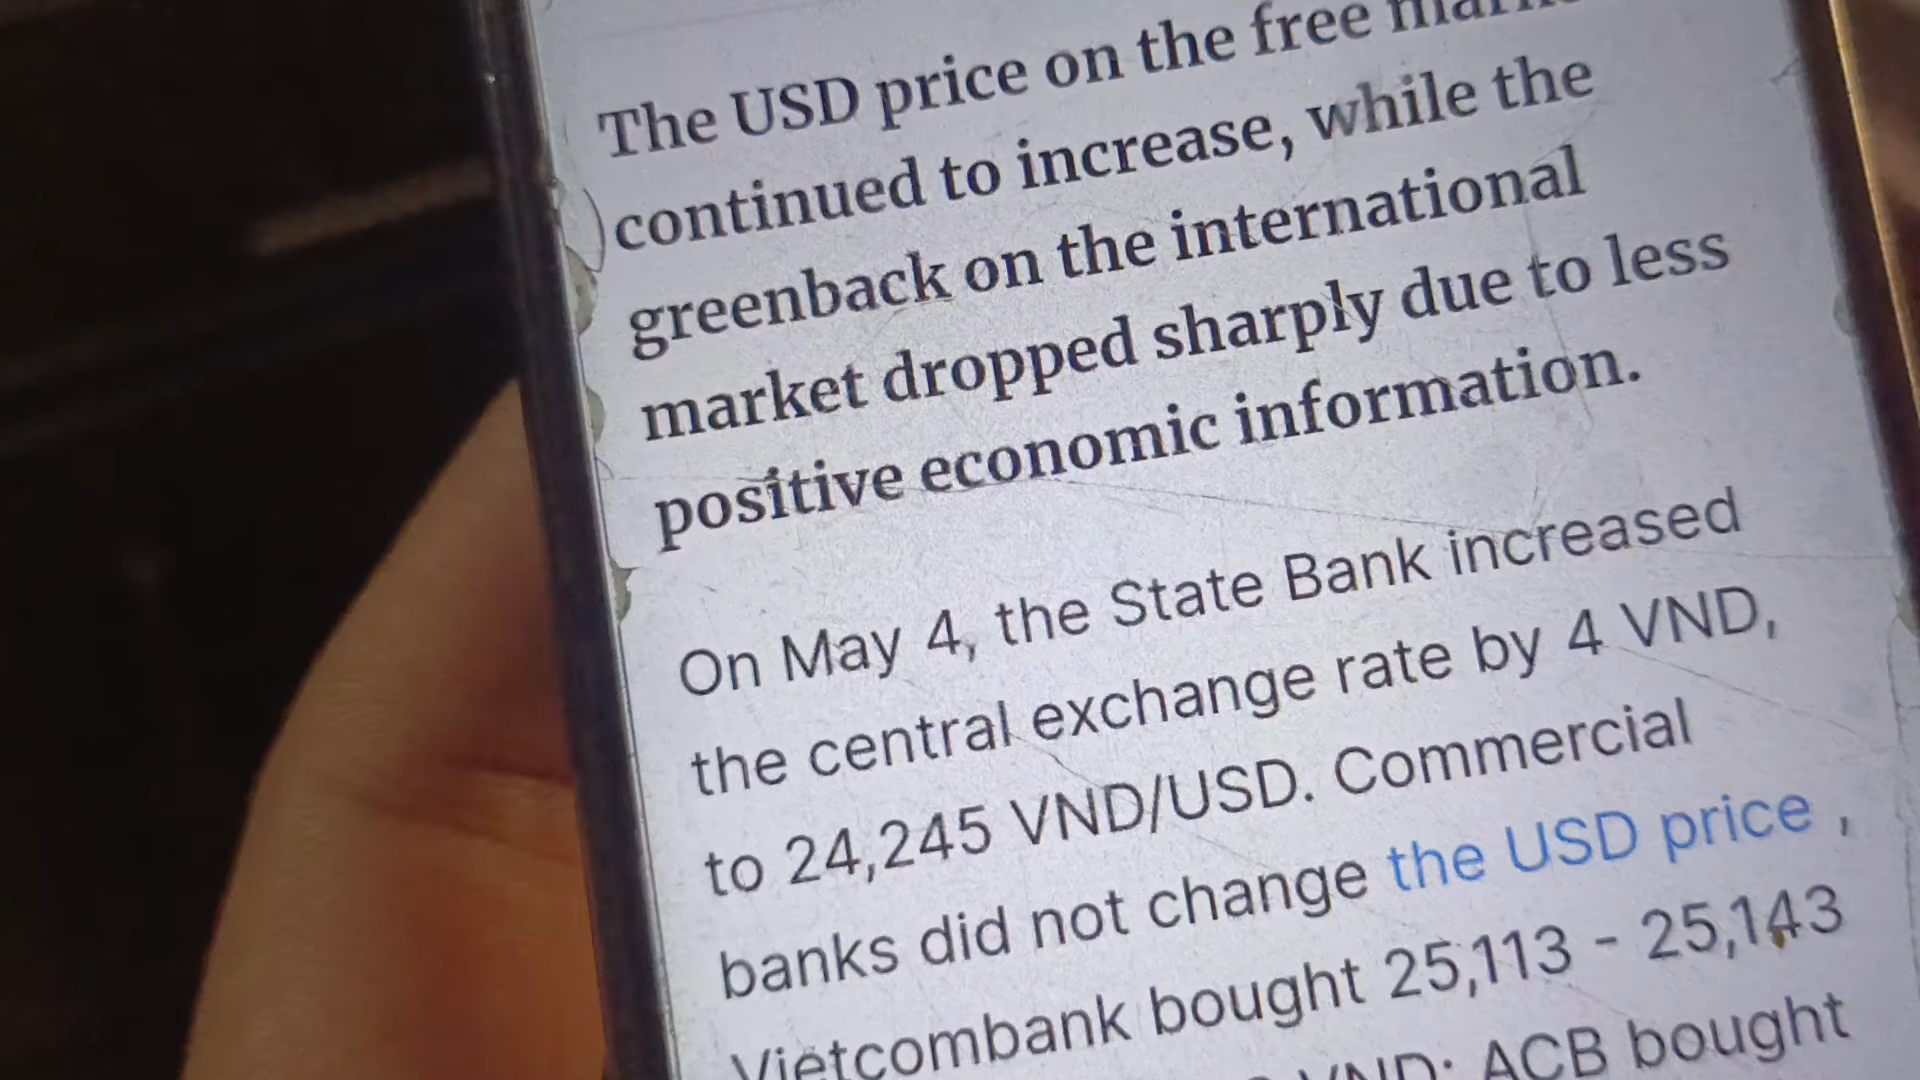 The USD price on the free
continued to increase, while the
greenback on the international
market dropped sharply due to less
positive economic information.
On May 4, the State Bank increased
the central exchange rate by 4 VND,
to 24,245 VND/USD. Commercial
banks did not change the USD price ,
Vietcombank bought 25,113 - 25,143
VND; ACB bought